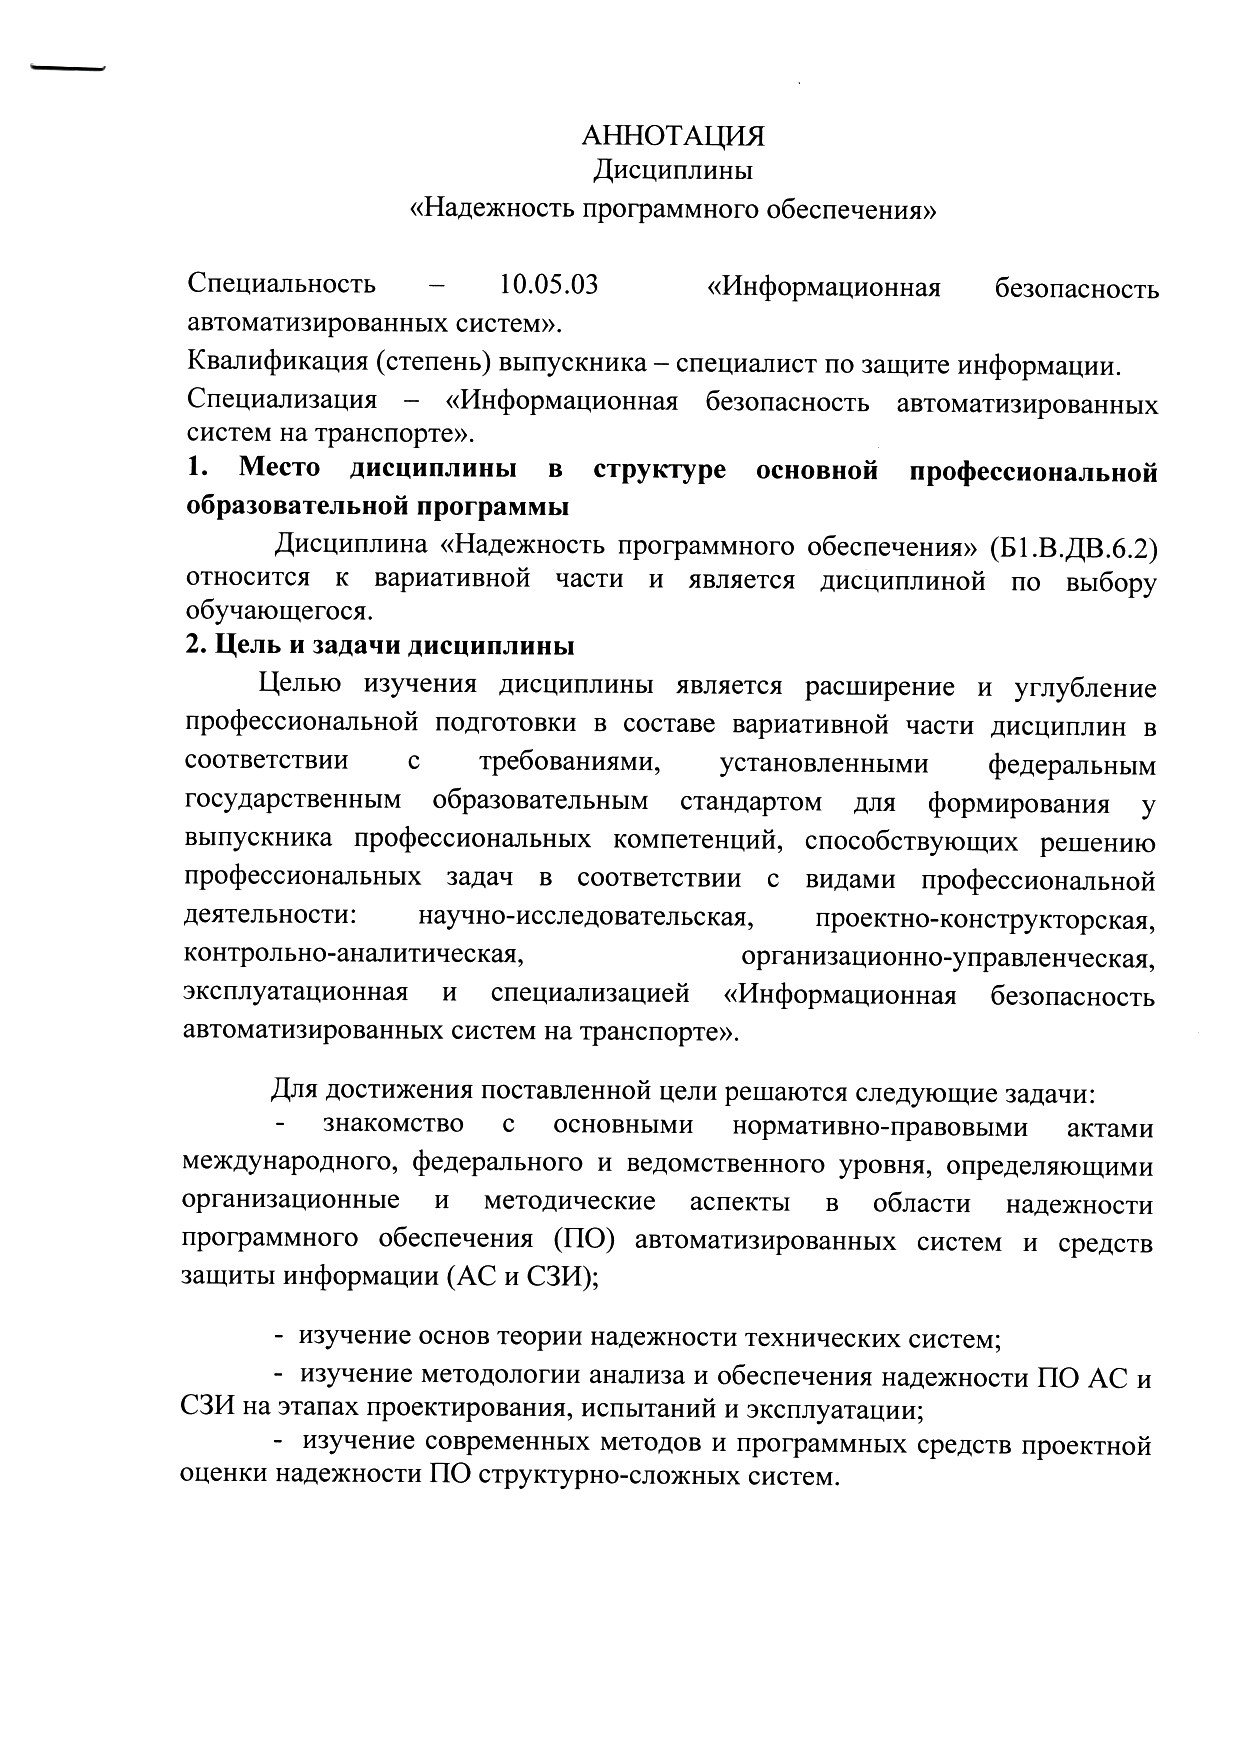 АННОТАЦИЯ
Дисциплины
«Надежность программного обеспечения»
Специальность – 10.05.03 «Информационная безопасность
автоматизированных систем».
Квалификация (степень) выпускника – специалист по защите информации.
Специализация – «Информационная безопасность автоматизированных
систем на транспорте».
1. Место дисциплины в структуре основной профессиональной
образовательной программы
Дисциплина «Надежность программного обеспечения» (Б1.В.ДВ.6.2)
относится к вариативной части и является дисциплиной по выбору
обучающегося.
2. Цель и задачи дисциплины
Целью изучения дисциплины является расширение и углубление
профессиональной подготовки в составе вариативной части дисциплин в
соответствии с требованиями, установленными федеральным
государственным образовательным стандартом для формирования у
выпускника профессиональных компетенций, способствующих решению
профессиональных задач в соответствии с видами профессиональной
деятельности: научно-исследовательская, проектно-конструкторская,
контрольно-аналитическая, организационно-управленческая,
эксплуатационная и специализацией «Информационная безопасность
автоматизированных систем на транспорте».
Для достижения поставленной цели решаются следующие задачи:
- знакомство с основными нормативно-правовыми актами
международного, федерального и ведомственного уровня, определяющими
организационные и методические аспекты в области надежности
программного обеспечения (ПО) автоматизированных систем и средств
защиты информации (АС и СЗИ);
- изучение основ теории надежности технических систем;
- изучение методологии анализа и обеспечения надежности ПО АС и
СЗИ на этапах проектирования, испытаний и эксплуатации;
- изучение современных методов и программных средств проектной
оценки надежности ПО структурно-сложных систем.